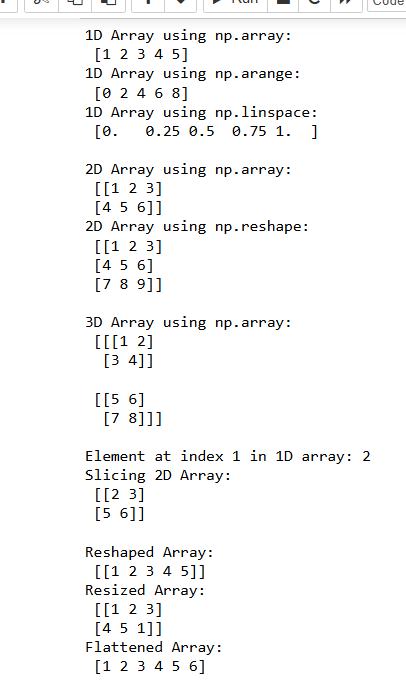 Code
1D Array using np.array:
[1 2 3 4 5]
1D Array using np.arange:
[0 2 4 6 8]
1D Array using np.linspace:
[0.   0.25 0.5  0.75 1.  ]
2D Array using np.array:
[[1 2 3]
[4 5 6]]
2D Array using np.reshape:
[[1 2 3]
[4 5 6]
[7 8 9]]
3D Array using np.array:
[[[1 2]
[3 4]]
[[5 6]
[7 8]]]
Element at index 1 in 1D array: 2
Slicing 2D Array:
[[2 3]
[5 6]]
Reshaped Array:
[[1 2 3 4 5]]
Resized Array:
[[1 2 3]
[4 5 1]]
Flattened Array:
[1 2 3 4 5 6]